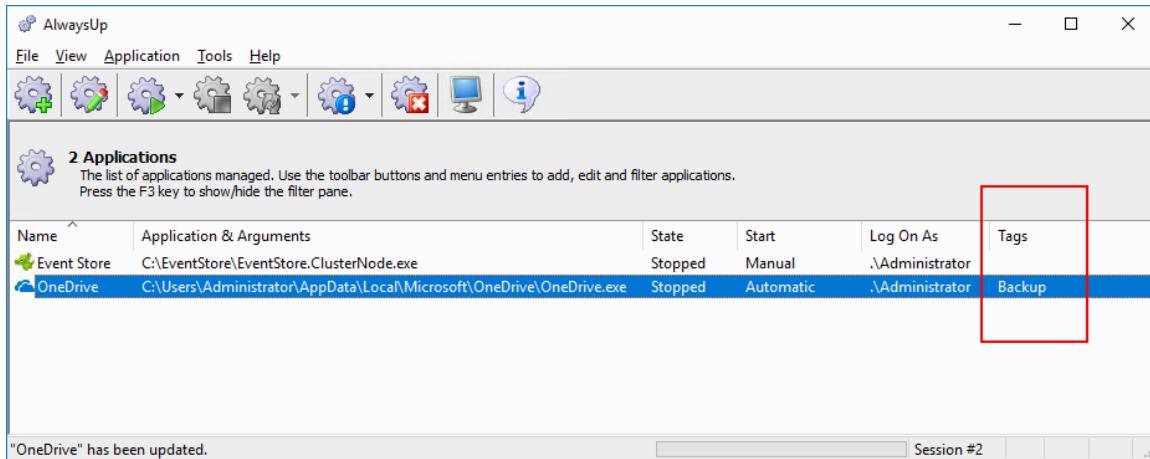 AlwaysUp
File View Application Tools Help
2 Applications
The list of applications managed. Use the toolbar buttons and menu entries to add, edit and filter applications.
Press the F3 key to show/hide the filter pane.
Name Application & Arguments State Start Log On As Tags
Event Store C:\EventStore\EventStore.ClusterNode.exe Stopped Manual .\Administrator
OneDrive C:\Users\Administrator\AppData\Local\Microsoft\OneDrive\OneDrive.exe Stopped Automatic .\Administrator Backup
"OneDrive" has been updated. Session #2